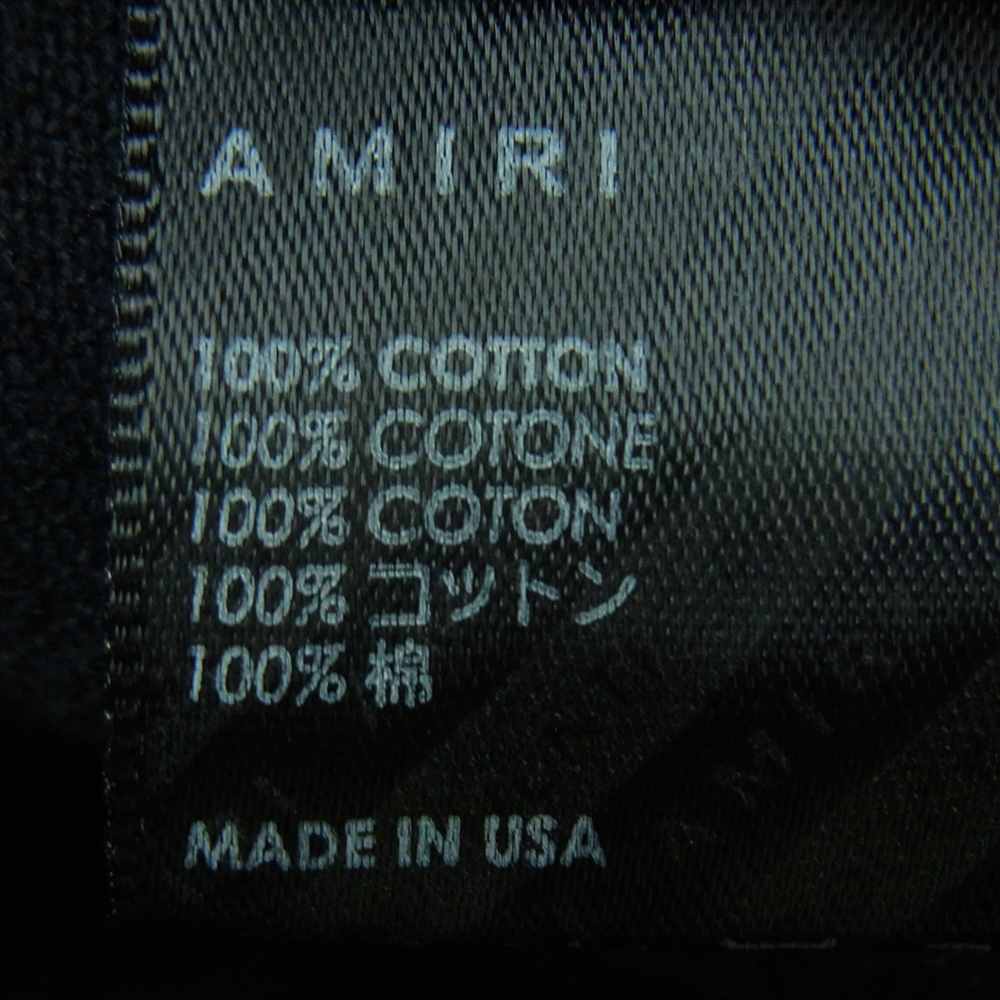 AMIRI
100% COTTON
100% COTONE
100% COTON
100% コットン
100% 棉
MADE IN USA